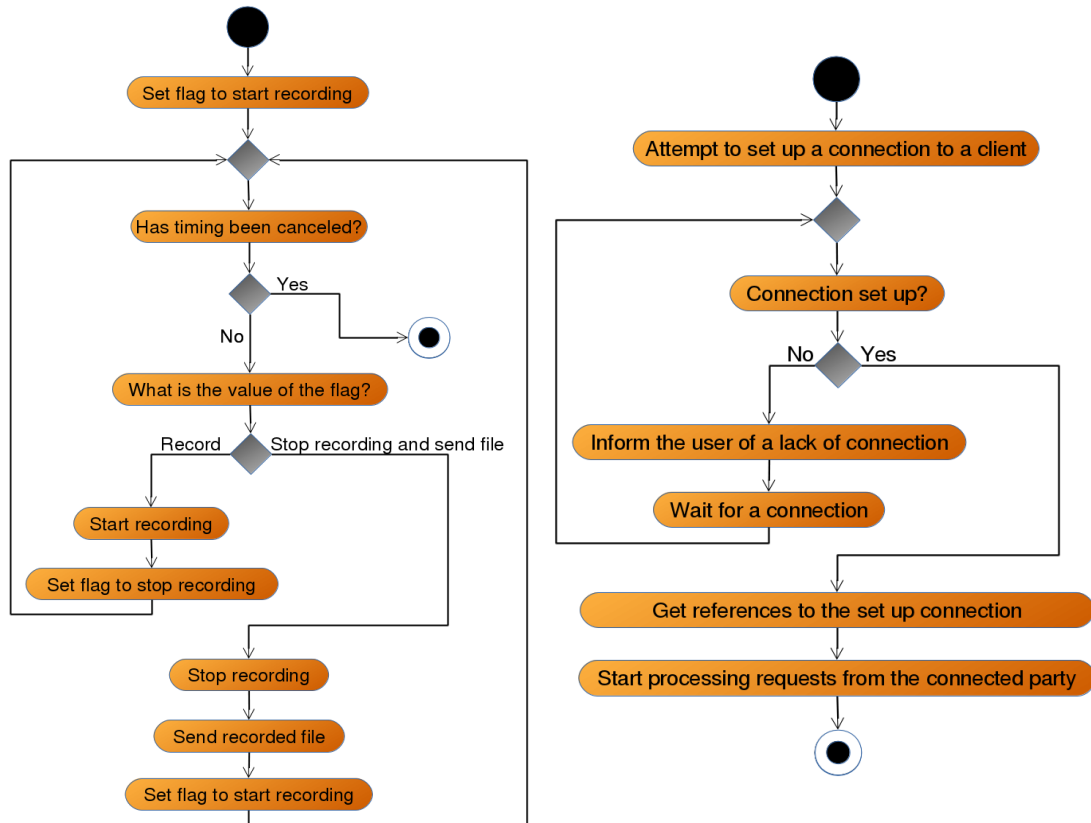 Set flag to start recording
Has timing been canceled?
Yes
No
What is the value of the flag?
Record
Stop recording and send file
Start recording
Set flag to stop recording
Stop recording
Send recorded file
Set flag to start recording
Attempt to set up a connection to a client
Connection set up?
No
Yes
Inform the user of a lack of connection
Wait for a connection
Get references to the set up connection
Start processing requests from the connected party